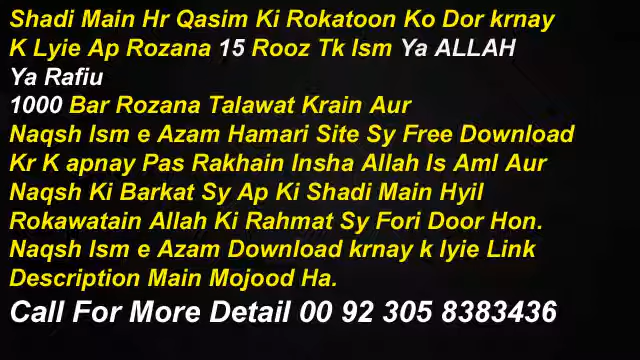 Shadi Main Hr Qasim Ki Rokatoon Ko Dor krnay
K Lyie Ap Rozana 15 Rooz Tk Ism Ya ALLAH
Ya Rafiu
1000 Bar Rozana Talawat Krain Aur
Naqsh Ism e Azam Hamari Site Sy Free Download
Kr K apnay Pas Rakhain Insha Allah Is Aml Aur
Naqsh Ki Barkat Sy Ap Ki Shadi Main Hyil
Rokawatain Allah Ki Rahmat Sy Fori Door Hon.
Naqsh Ism e Azam Download krnay k lyie Link
Description Main Mojood Ha.
Call For More Detail 00 92 305 8383436